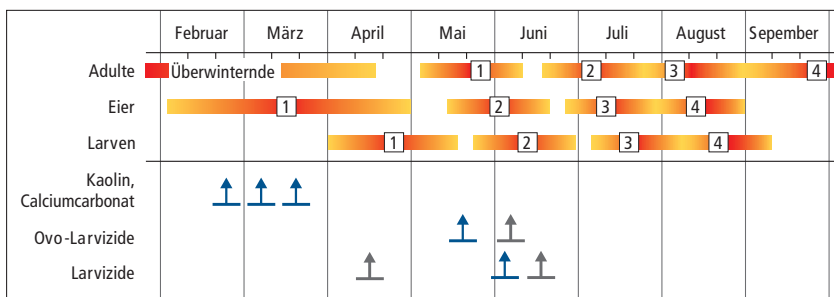 Februar März April Mai Juni Juli August Sepember
Adulte Überwinternde 1 2 3 4
Eier 1 2 3 4
Larven 1 2 3 4
Kaolin,
Calciumcarbonat
Ovo-Larvizide
Larvizide